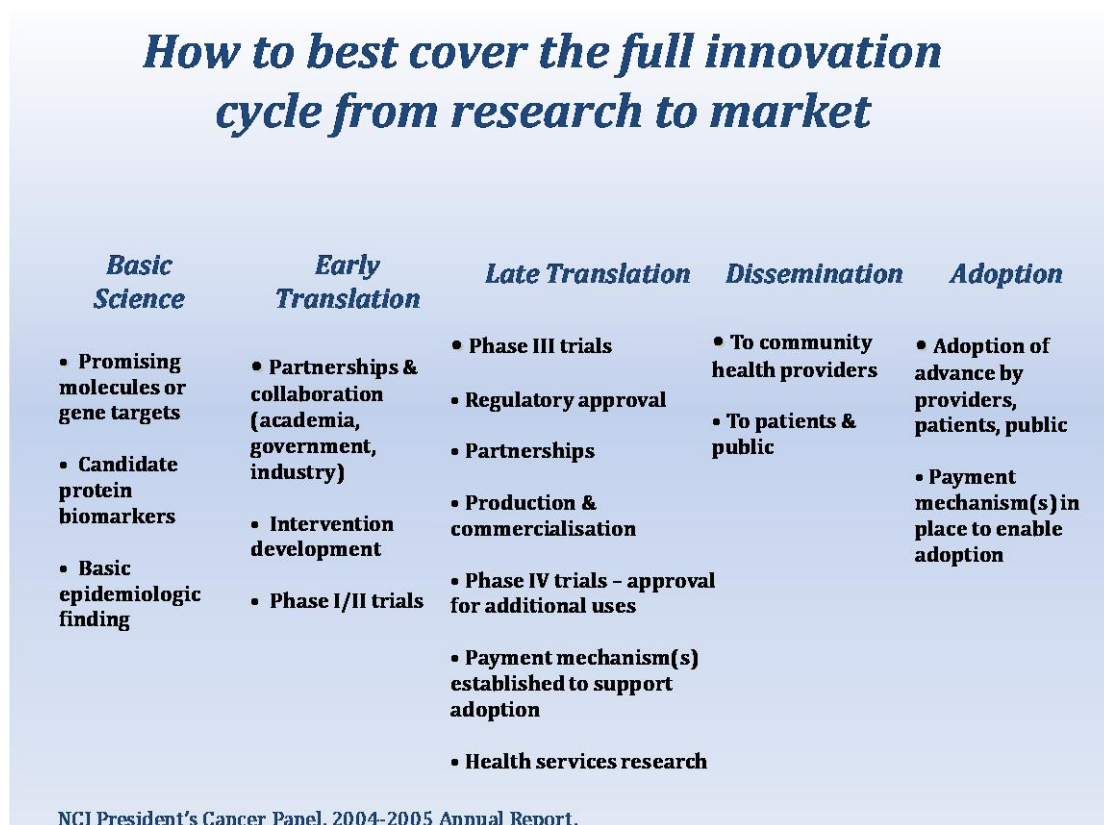 How to best cover the full innovation
cycle from research to market
Basic
Science
• Promising
molecules or
gene targets
• Candidate
protein
biomarkers
• Basic
epidemiologic
finding
Early
Translation
• Partnerships &
collaboration
(academia,
government,
industry)
• Intervention
development
• Phase I/II trials
Late Translation
• Phase III trials
• Regulatory approval
• Partnerships
• Production &
commercialisation
• Phase IV trials – approval
for additional uses
• Payment mechanism(s)
established to support
adoption
• Health services research
Dissemination
• To community
health providers
• To patients &
public
Adoption
• Adoption of
advance by
providers,
patients, public
• Payment
mechanism(s) in
place to enable
adoption
NCI President's Cancer Panel, 2004-2005 Annual Report.